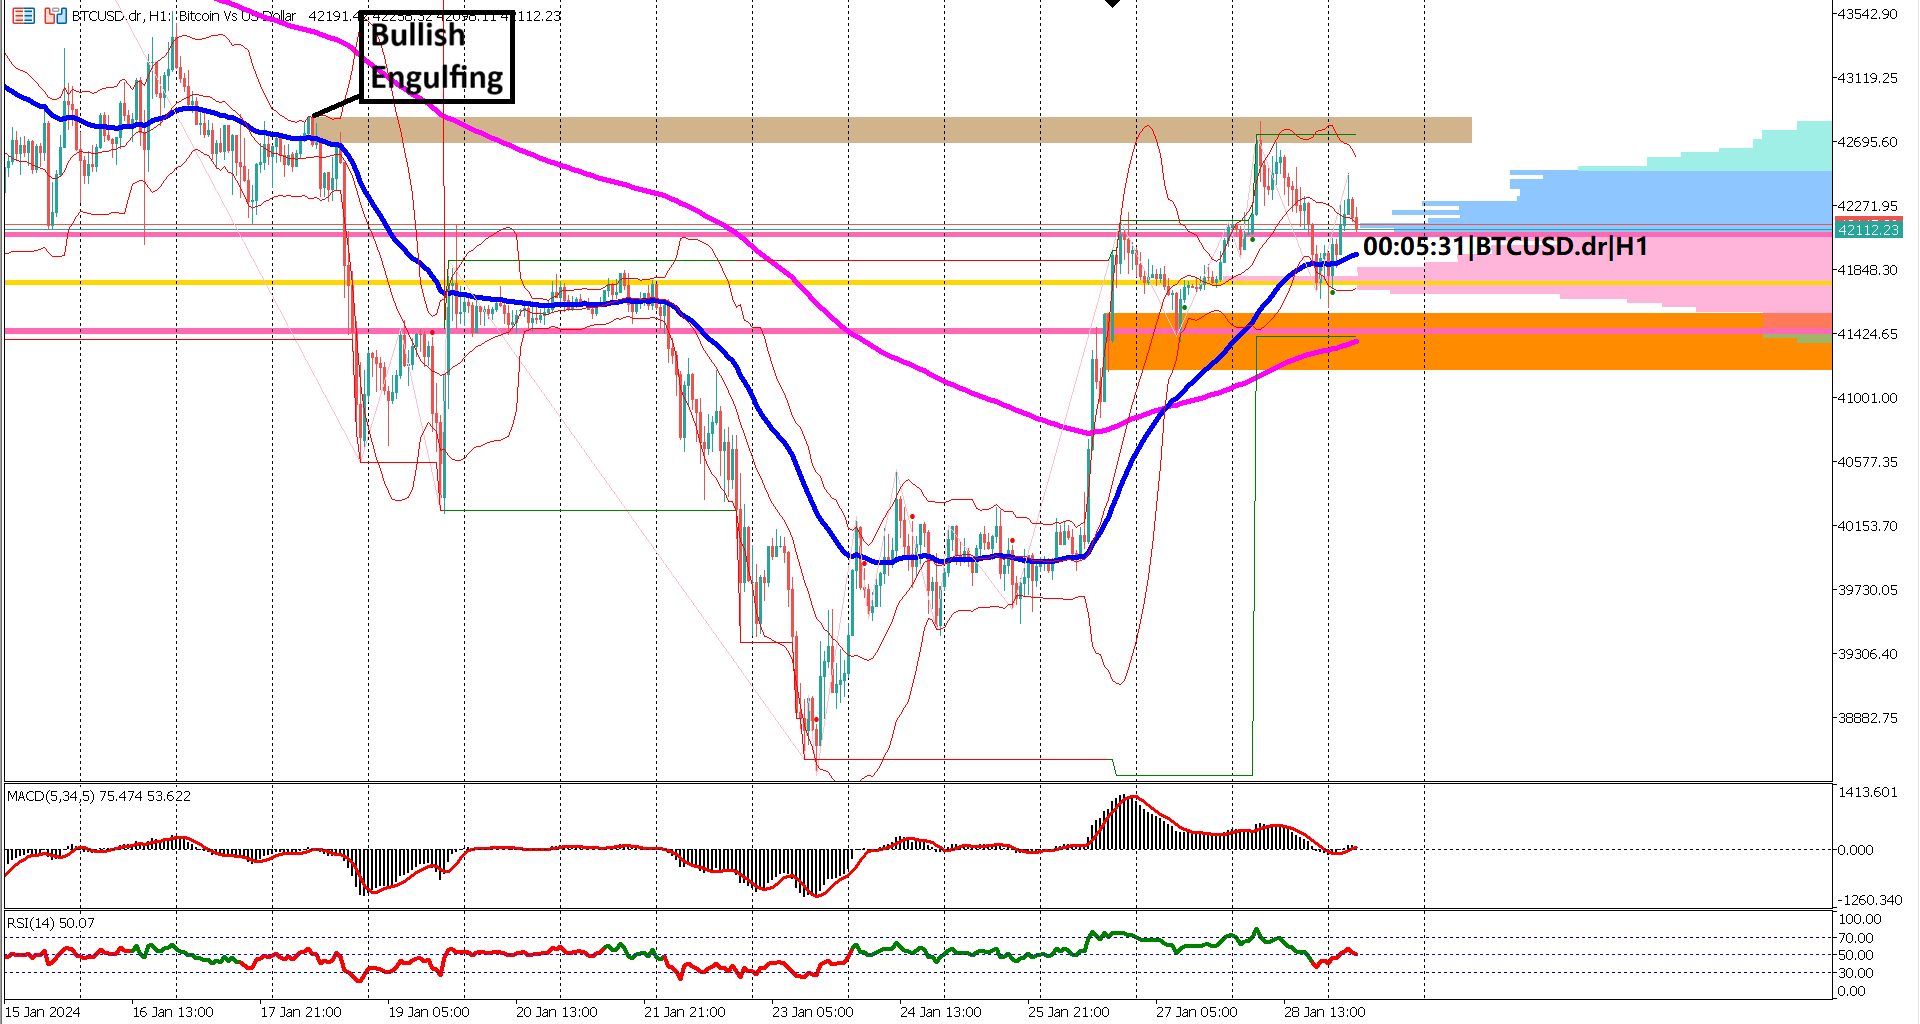 BTCUSD.dr, H1: Bitcoin Vs US Dollar 42112.23
Bullish
Engulfing
43542.90
43119.25
42695.60
42271.95
42112.23
00:05:31|BTCUSD.dr|H1
41848.30
41424.65
41001.00
40577.35
40153.70
39730.05
39306.40
38882.75
MACD(5,34,5) 75.474 53.622
1413.601
0.000
-1260.340
RSI(14) 50.07
100.00
70.00
50.00
30.00
0.00
15 Jan 2024
16 Jan 13:00
17 Jan 21:00
19 Jan 05:00
20 Jan 13:00
21 Jan 21:00
23 Jan 05:00
24 Jan 13:00
25 Jan 21:00
27 Jan 05:00
28 Jan 13:00